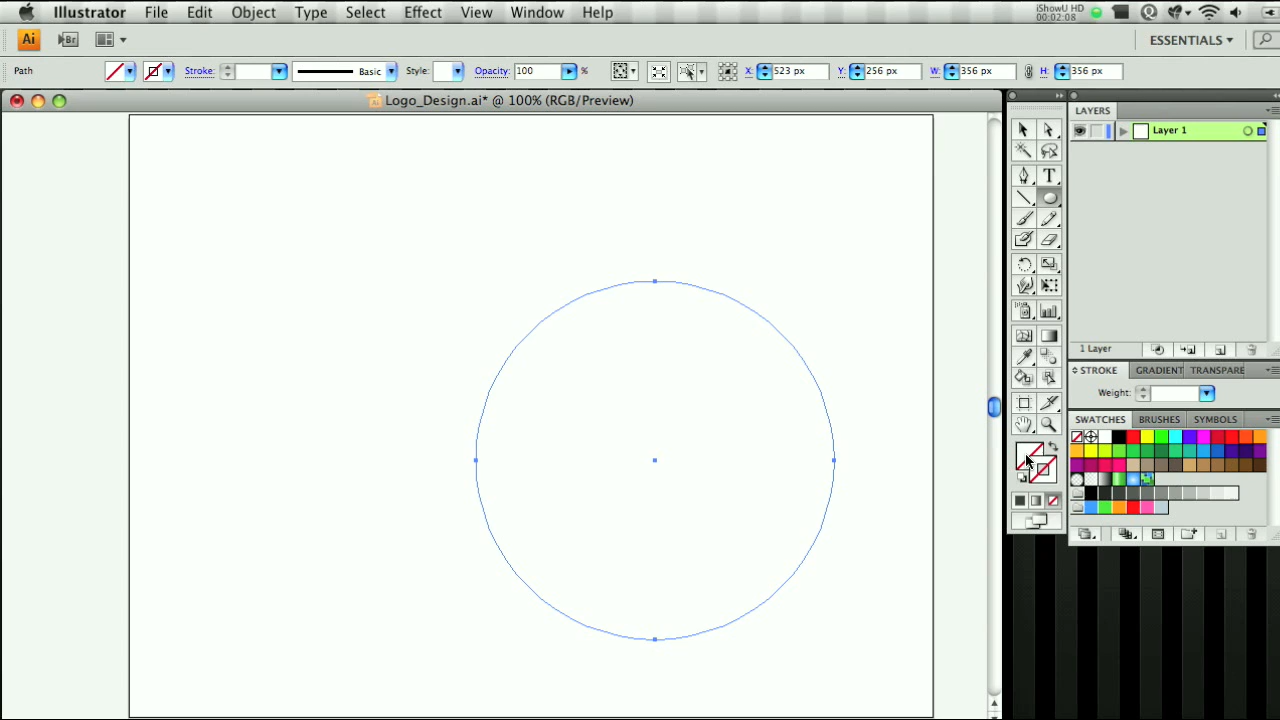 Illustrator File Edit Object Type Select Effect View Window Help iShowU HD
00:02:08
Ai Br ESSENTIALS
Path Stroke: Basic Style: Opacity: 100 % X: 523 px Y: 256 px W: 356 px H: 356 px
Logo_Design.ai* @ 100% (RGB/Preview)
LAYERS
Layer 1
T
1 Layer
STROKE GRADIENT TRANSPARE
Weight:
SWATCHES BRUSHES SYMBOLS